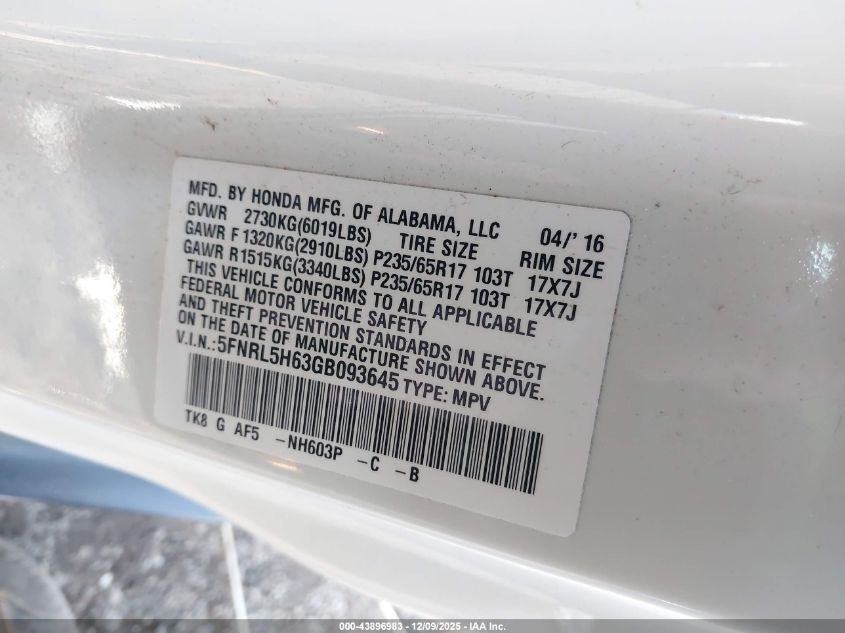 MFD. BY HONDA MFG. OF ALABAMA, LLC 04/' 16
GVWR 2730KG(6019LBS) TIRE SIZE RIM SIZE
GAWR F 1320KG(2910LBS) P235/65R17 103T 17X7J
GAWR R1515KG(3340LBS) P235/65R17 103T 17X7J
THIS VEHICLE CONFORMS TO ALL APPLICABLE
FEDERAL MOTOR VEHICLE SAFETY
AND THEFT PREVENTION STANDARDS IN EFFECT
ON THE DATE OF MANUFACTURE SHOWN ABOVE.
V.I.N.:5FNRL5H63GB093645 TYPE: MPV
TK8 G AF5 -NH603P -C -B
000-43896983 - 12/09/2025 - IAA Inc.